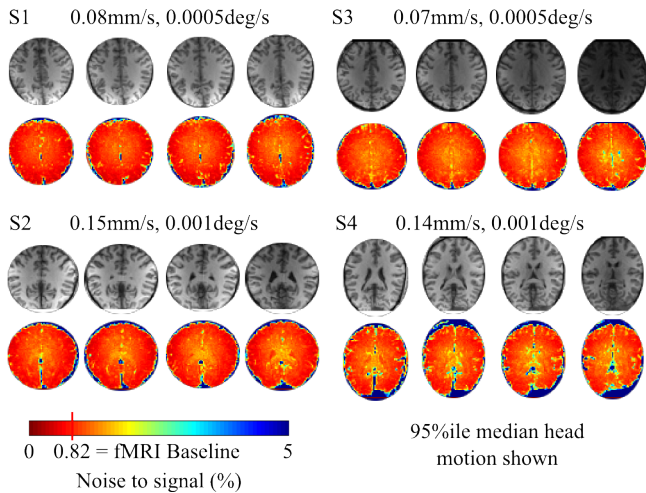 S1 0.08mm/s, 0.0005deg/s
S3 0.07mm/s, 0.0005deg/s
S2 0.15mm/s, 0.001deg/s
S4 0.14mm/s, 0.001deg/s
0 0.82 = fMRI Baseline 5
Noise to signal (%)
95%ile median head
motion shown